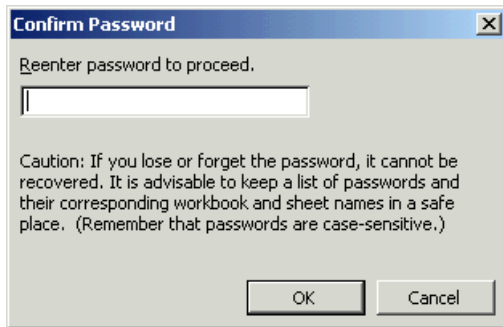 Confirm Password
Reenter password to proceed.
Caution: If you lose or forget the password, it cannot be
recovered. It is advisable to keep a list of passwords and
their corresponding workbook and sheet names in a safe
place.  (Remember that passwords are case-sensitive.)
OK
Cancel